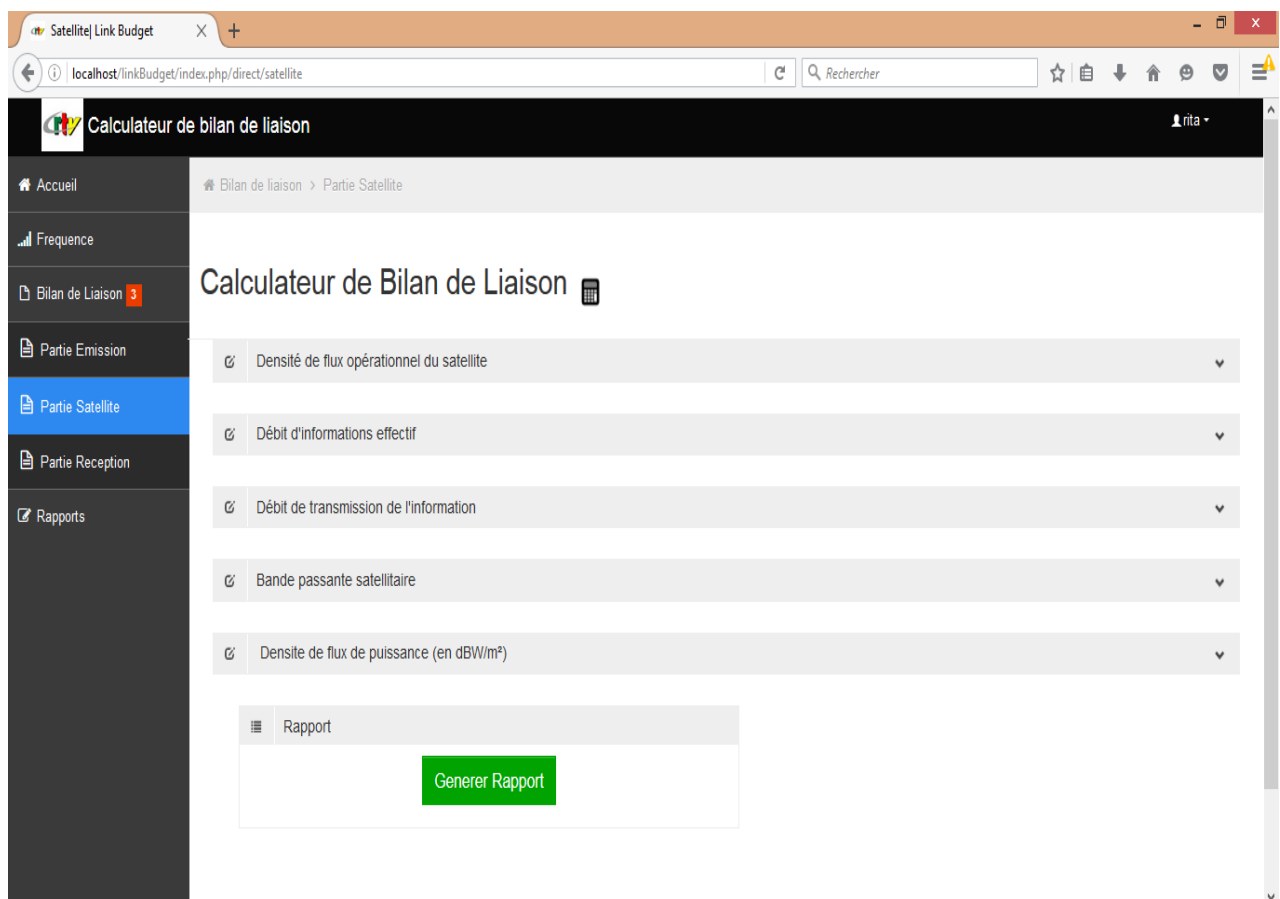 Satellite| Link Budget
localhost/linkBudget/index.php/direct/satellite
Rechercher
crtv Calculateur de bilan de liaison
rita
Accueil
Bilan de liaison > Partie Satellite
Frequence
Calculateur de Bilan de Liaison
Bilan de Liaison 3
Partie Emission
Densité de flux opérationnel du satellite
Partie Satellite
Débit d'informations effectif
Partie Reception
Débit de transmission de l'information
Rapports
Bande passante satellitaire
Densite de flux de puissance (en dBW/m²)
Rapport
Generer Rapport